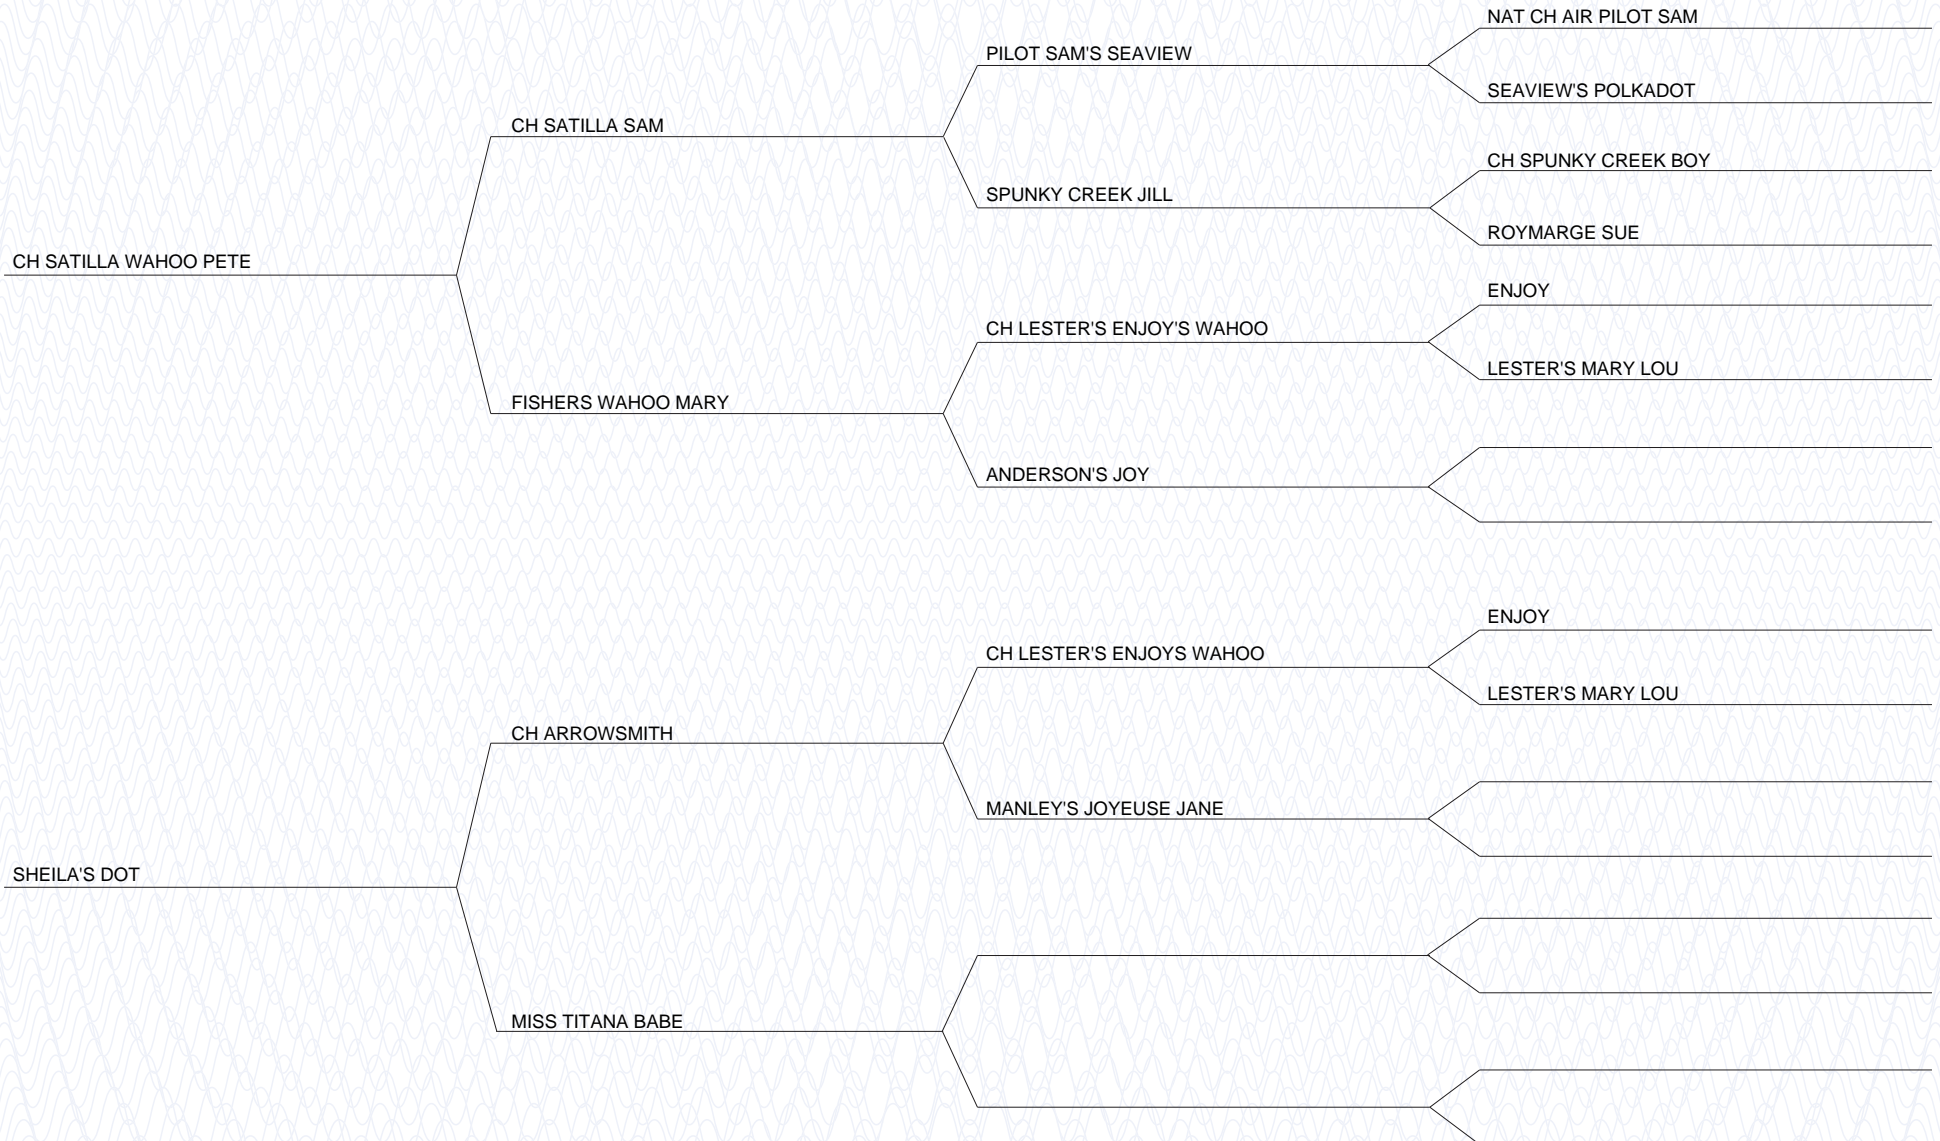 NAT CH AIR PILOT SAM
PILOT SAM'S SEAVIEW
SEAVIEW'S POLKADOT
CH SATILLA SAM
CH SPUNKY CREEK BOY
SPUNKY CREEK JILL
ROYMARGE SUE
CH SATILLA WAHOO PETE
ENJOY
CH LESTER'S ENJOY'S WAHOO
LESTER'S MARY LOU
FISHERS WAHOO MARY
ANDERSON'S JOY
ENJOY
CH LESTER'S ENJOYS WAHOO
LESTER'S MARY LOU
CH ARROWSMITH
MANLEY'S JOYEUSE JANE
SHEILA'S DOT
MISS TITANA BABE